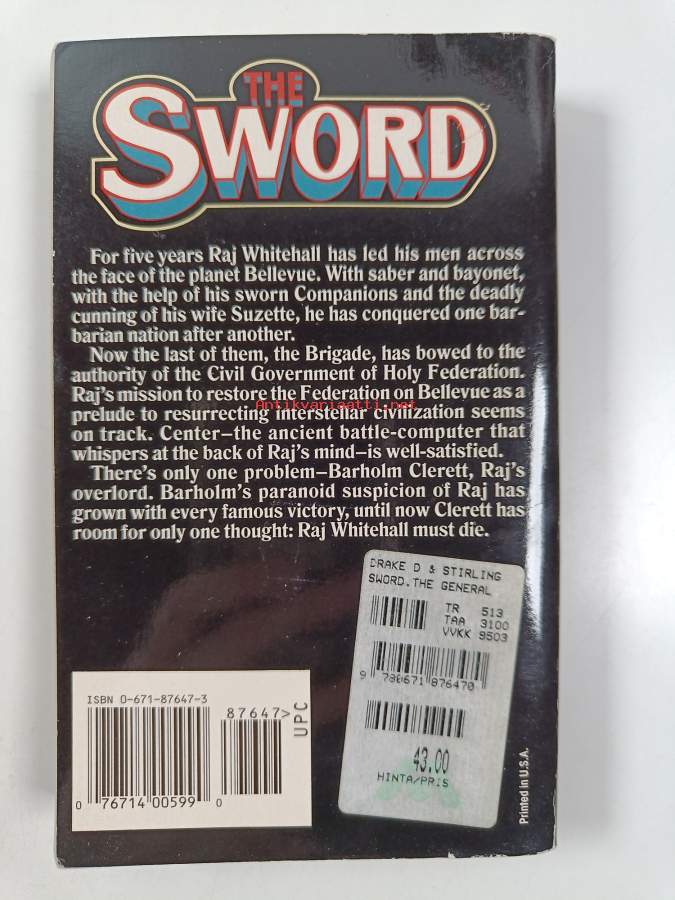 THE
SWORD
For five years Raj Whitehall has led his men across
the face of the planet Bellevue. With saber and bayonet,
with the help of his sworn Companions and the deadly
cunning of his wife Suzette, he has conquered one bar-
barian nation after another.
Now the last of them, the Brigade, has bowed to the
authority of the Civil Government of Holy Federation.
Raj's mission to restore the Federation on Bellevue as a
prelude to resurrecting interstellar civilization seems
Antikvariaatti.net
on track. Center—the ancient battle-computer that
whispers at the back of Raj's mind—is well-satisfied.
There's only one problem—Barholm Clerett, Raj's
overlord. Barholm's paranoid suspicion of Raj has
grown with every famous victory, until now Clerett has
room for only one thought: Raj Whitehall must die.
DRAKE D & STIRLING
SWORD.THE GENERAL
TR 513
TAA 3100
VVKK 9503
9 780671 876470
43.00
HINTA/PRIS
ISBN 0-671-87647-3
87647>
UPC
0 76714 00599 0
Printed in U.S.A.